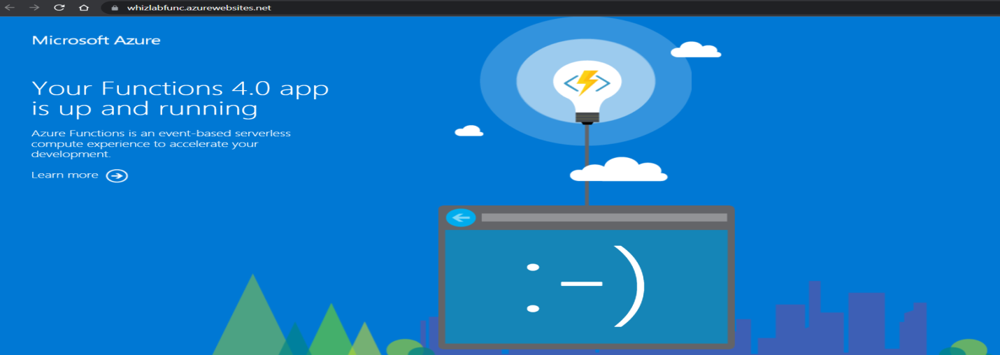 whizlabfunc.azurewebsites.net
Microsoft Azure
Your Functions 4.0 app
is up and running
Azure Functions is an event-based serverless
compute experience to accelerate your
development.
Learn more
:-)